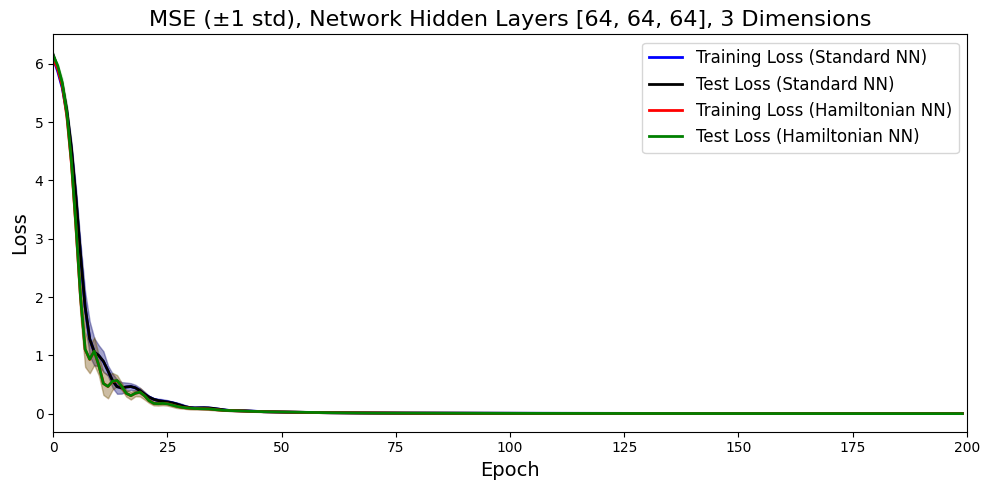 MSE (±1 std), Network Hidden Layers [64, 64, 64], 3 Dimensions
Training Loss (Standard NN)
Test Loss (Standard NN)
Training Loss (Hamiltonian NN)
Test Loss (Hamiltonian NN)
Loss
6
5
4
3
2
1
0
0 25 50 75 100 125 150 175 200
Epoch